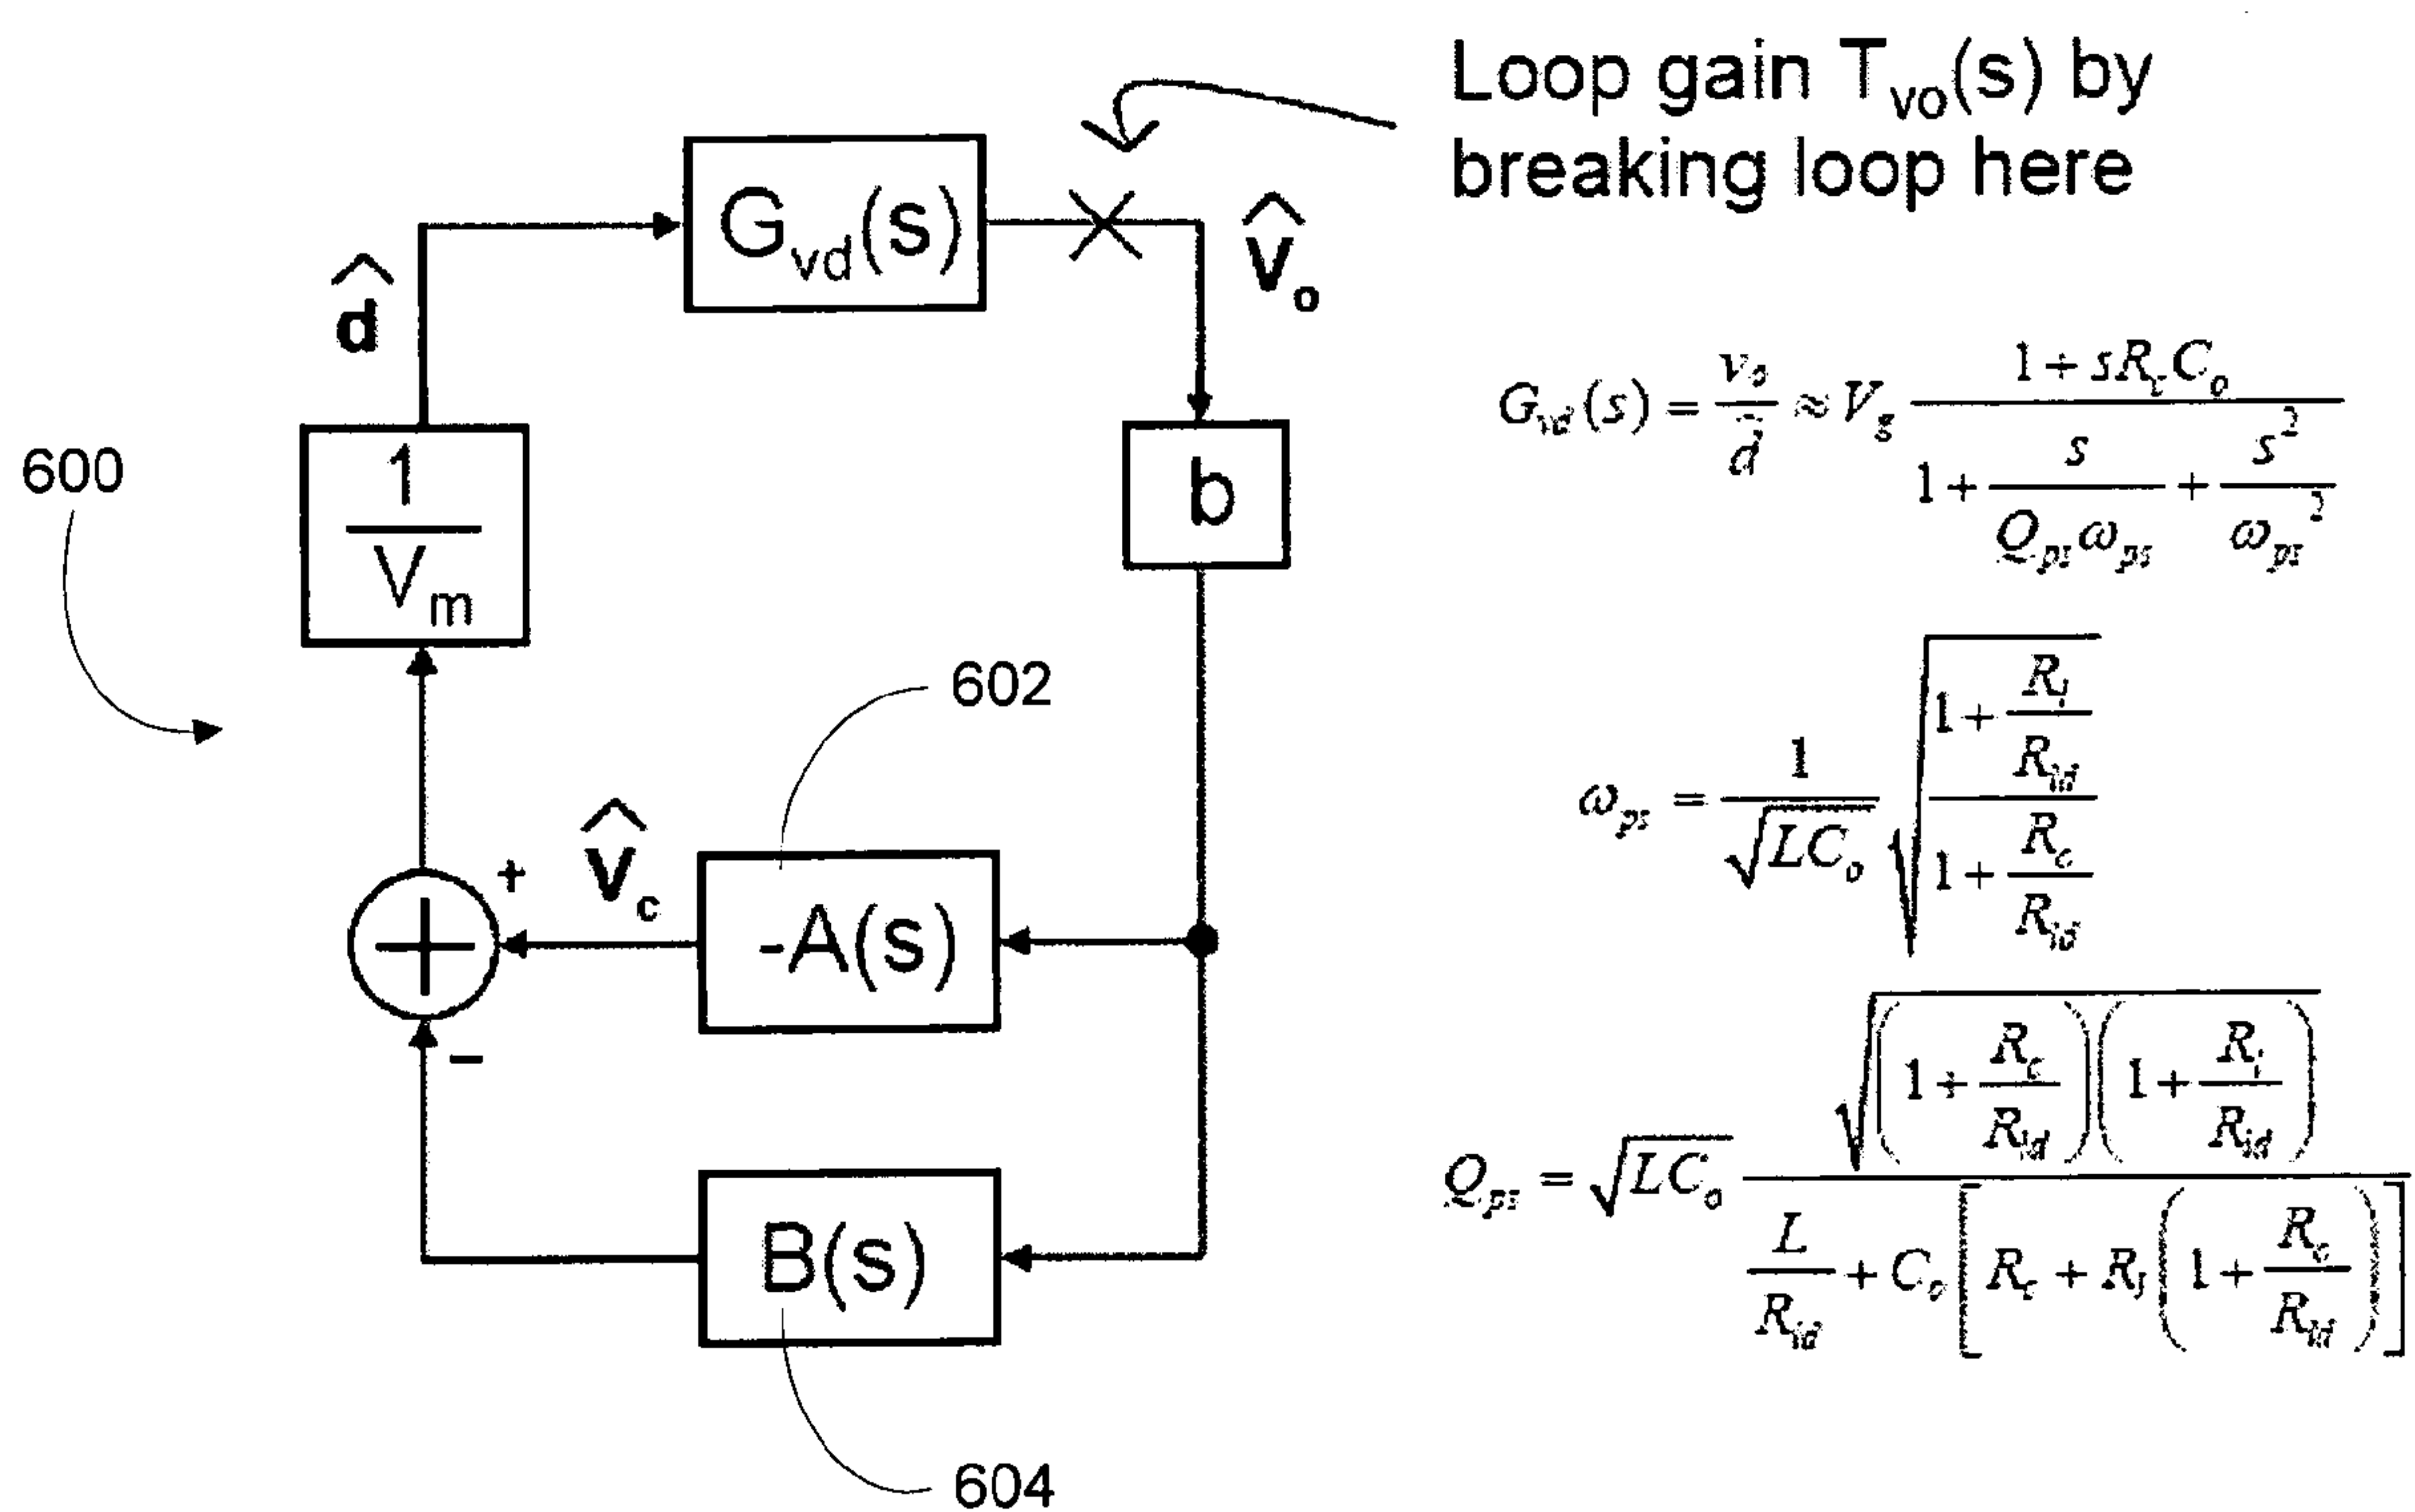 Loop gain T_vo(s) by
breaking loop here
G_vd(s)
v̂_o
d̂
1/V_m
b
600
602
v̂_c
+
-A(s)
+
−
B(s)
604
G_vd(s) = v_o/d̂ ≈ V_g (1 + sR_cC_o)/(1 + s/(Q_ps ω_ps) + s²/ω_ps²)
ω_ps = 1/√(LC_o) √((1 + R_l/R_ld)/(1 + R_c/R_ld))
Q_ps = √(LC_o) √((1 + R_c/R_ld)(1 + R_l/R_ld))/(L/R_ld + C_o[R_c + R_l(1 + R_c/R_ld)])